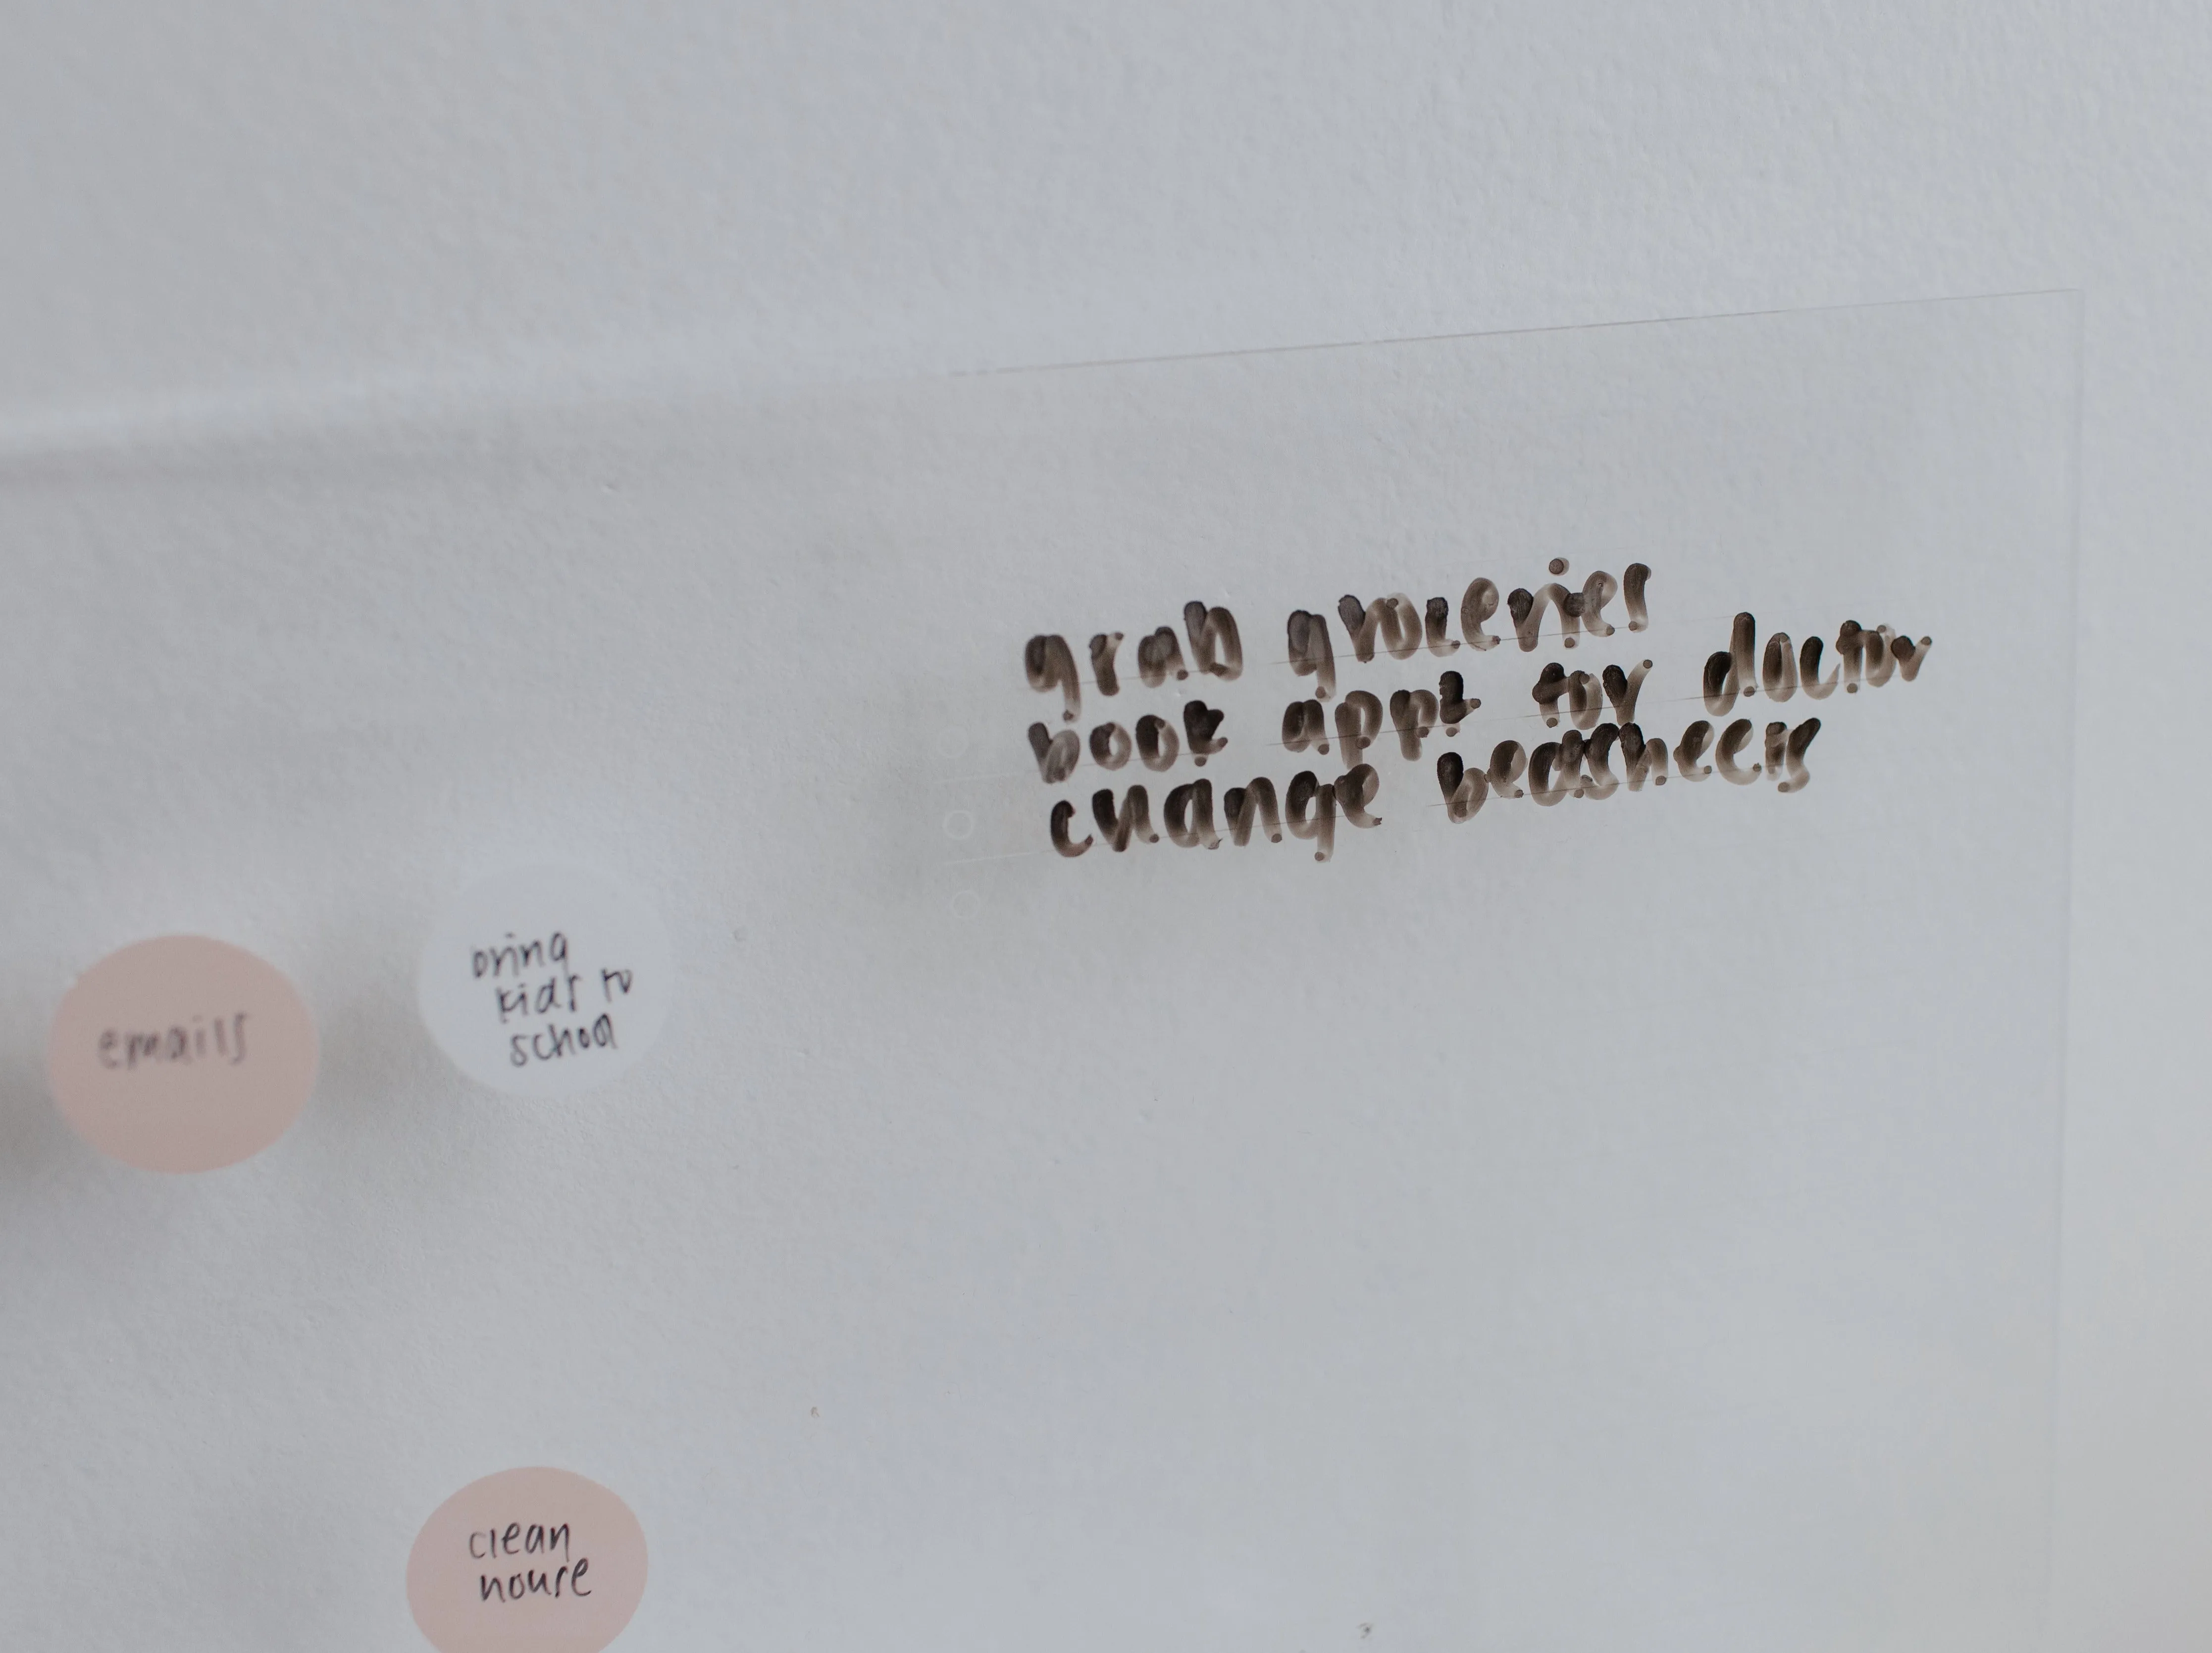 grab groceries
book appt for doctor
change bedsheets
emails
bring
kids to
school
clean
house